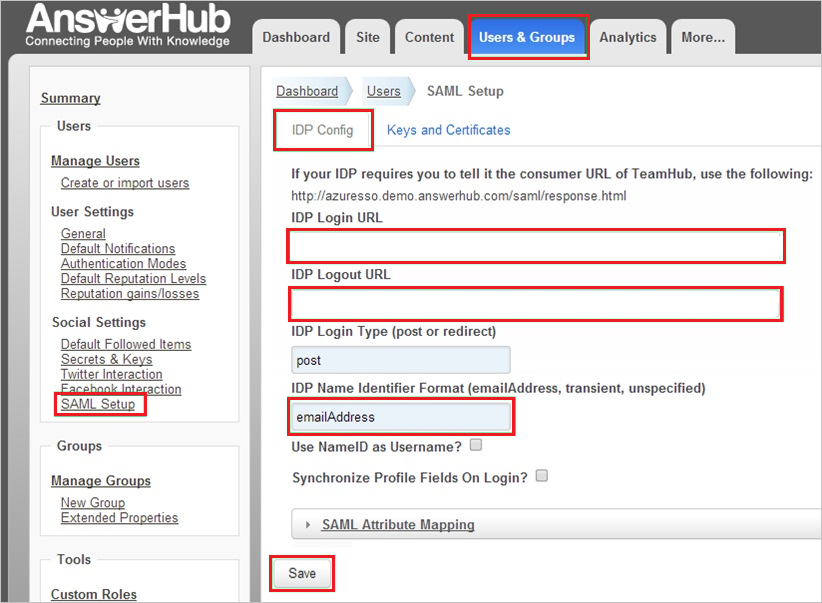 AnswerHub
Connecting People With Knowledge
Dashboard
Site
Content
Users & Groups
Analytics
More...
Summary
Users
Manage Users
Create or import users
User Settings
General
Default Notifications
Authentication Modes
Default Reputation Levels
Reputation gains/losses
Social Settings
Default Followed Items
Secrets & Keys
Twitter Interaction
Facebook Interaction
SAML Setup
Groups
Manage Groups
New Group
Extended Properties
Tools
Custom Roles
Dashboard
Users
SAML Setup
IDP Config
Keys and Certificates
If your IDP requires you to tell it the consumer URL of TeamHub, use the following:
http://azuresso.demo.answerhub.com/saml/response.html
IDP Login URL
IDP Logout URL
IDP Login Type (post or redirect)
post
IDP Name Identifier Format (emailAddress, transient, unspecified)
emailAddress
Use NameID as Username?
Synchronize Profile Fields On Login?
SAML Attribute Mapping
Save